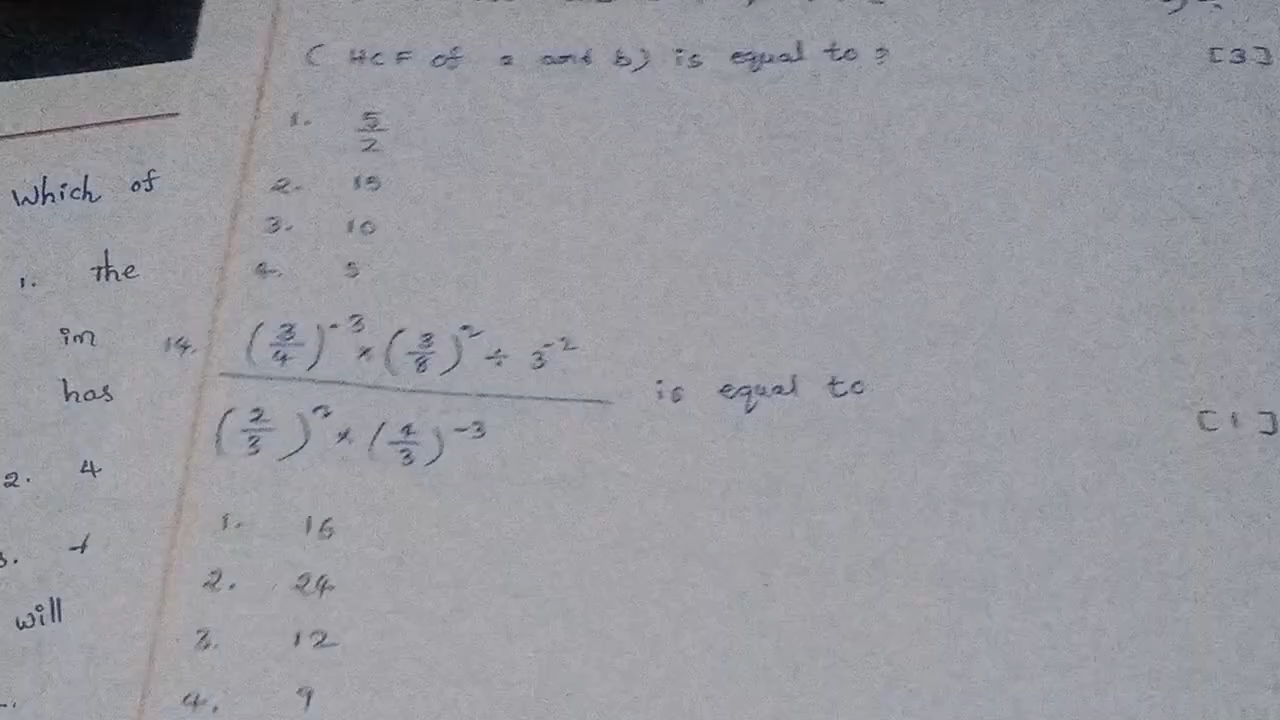 ( HCF of a and b) is equal to ? [3]
1. 5/2
2. 15
3. 10
4. 5
14. (3/4)^-3 × (3/8)^2 ÷ 3^-2
(2/3)^2 × (4/3)^-3
is equal to [1]
1. 16
2. 24
3. 12
4. 9
Which of
1. the
in
has
2. 4
will